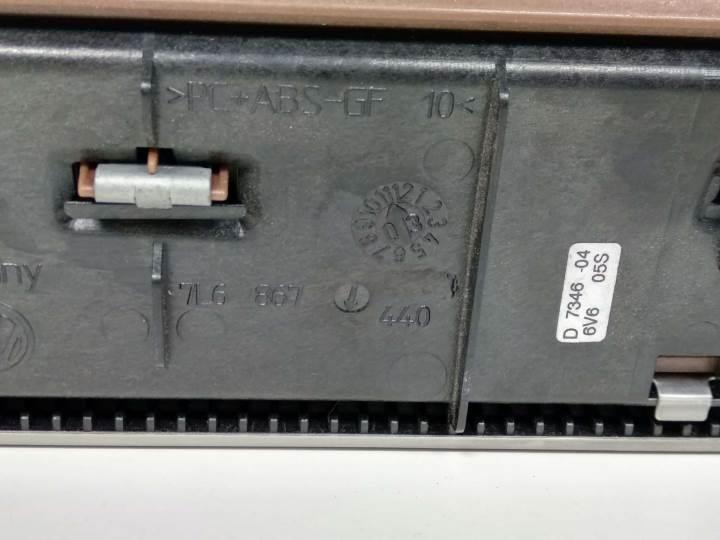 >PC+ABS-GF 10<
7L6 867 440
D 7346 -04
6V6 05S